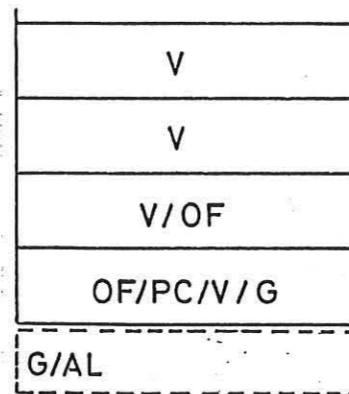 V
V
V/OF
OF/PC/V/G
G/AL